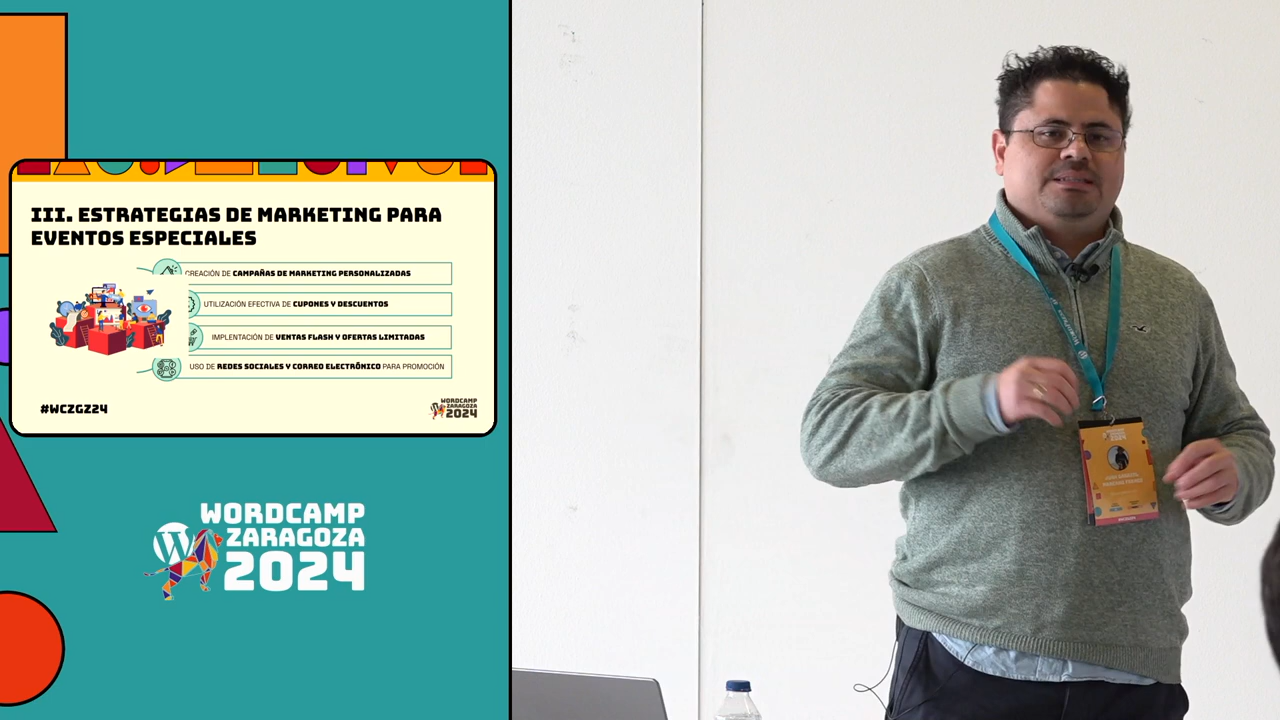 III. ESTRATEGIAS DE MARKETING PARA
EVENTOS ESPECIALES
CREACIÓN DE CAMPAÑAS DE MARKETING PERSONALIZADAS
UTILIZACIÓN EFECTIVA DE CUPONES Y DESCUENTOS
IMPLENTACIÓN DE VENTAS FLASH Y OFERTAS LIMITADAS
USO DE REDES SOCIALES Y CORREO ELECTRÓNICO PARA PROMOCIÓN
#WCZGZ24
WORDCAMP
ZARAGOZA
2024
WORDCAMP
ZARAGOZA
2024